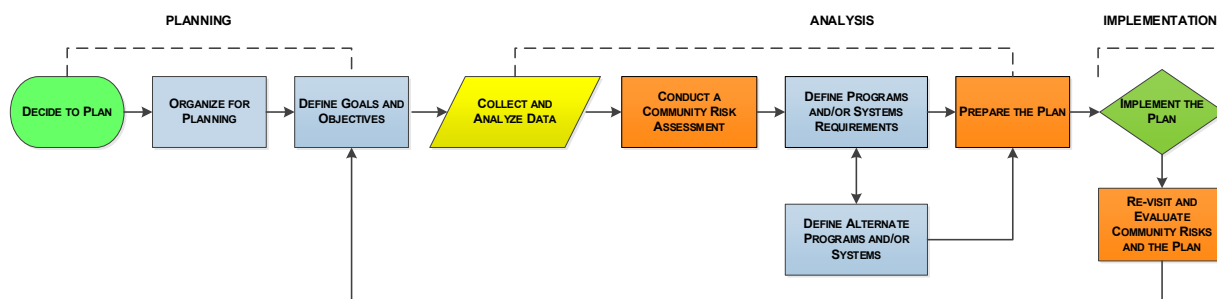 PLANNING
ANALYSIS
IMPLEMENTATION
DECIDE TO PLAN
ORGANIZE FOR
PLANNING
DEFINE GOALS AND
OBJECTIVES
COLLECT AND
ANALYZE DATA
CONDUCT A
COMMUNITY RISK
ASSESSMENT
DEFINE PROGRAMS
AND/OR SYSTEMS
REQUIREMENTS
PREPARE THE PLAN
IMPLEMENT THE
PLAN
DEFINE ALTERNATE
PROGRAMS AND/OR
SYSTEMS
RE-VISIT AND
EVALUATE
COMMUNITY RISKS
AND THE PLAN